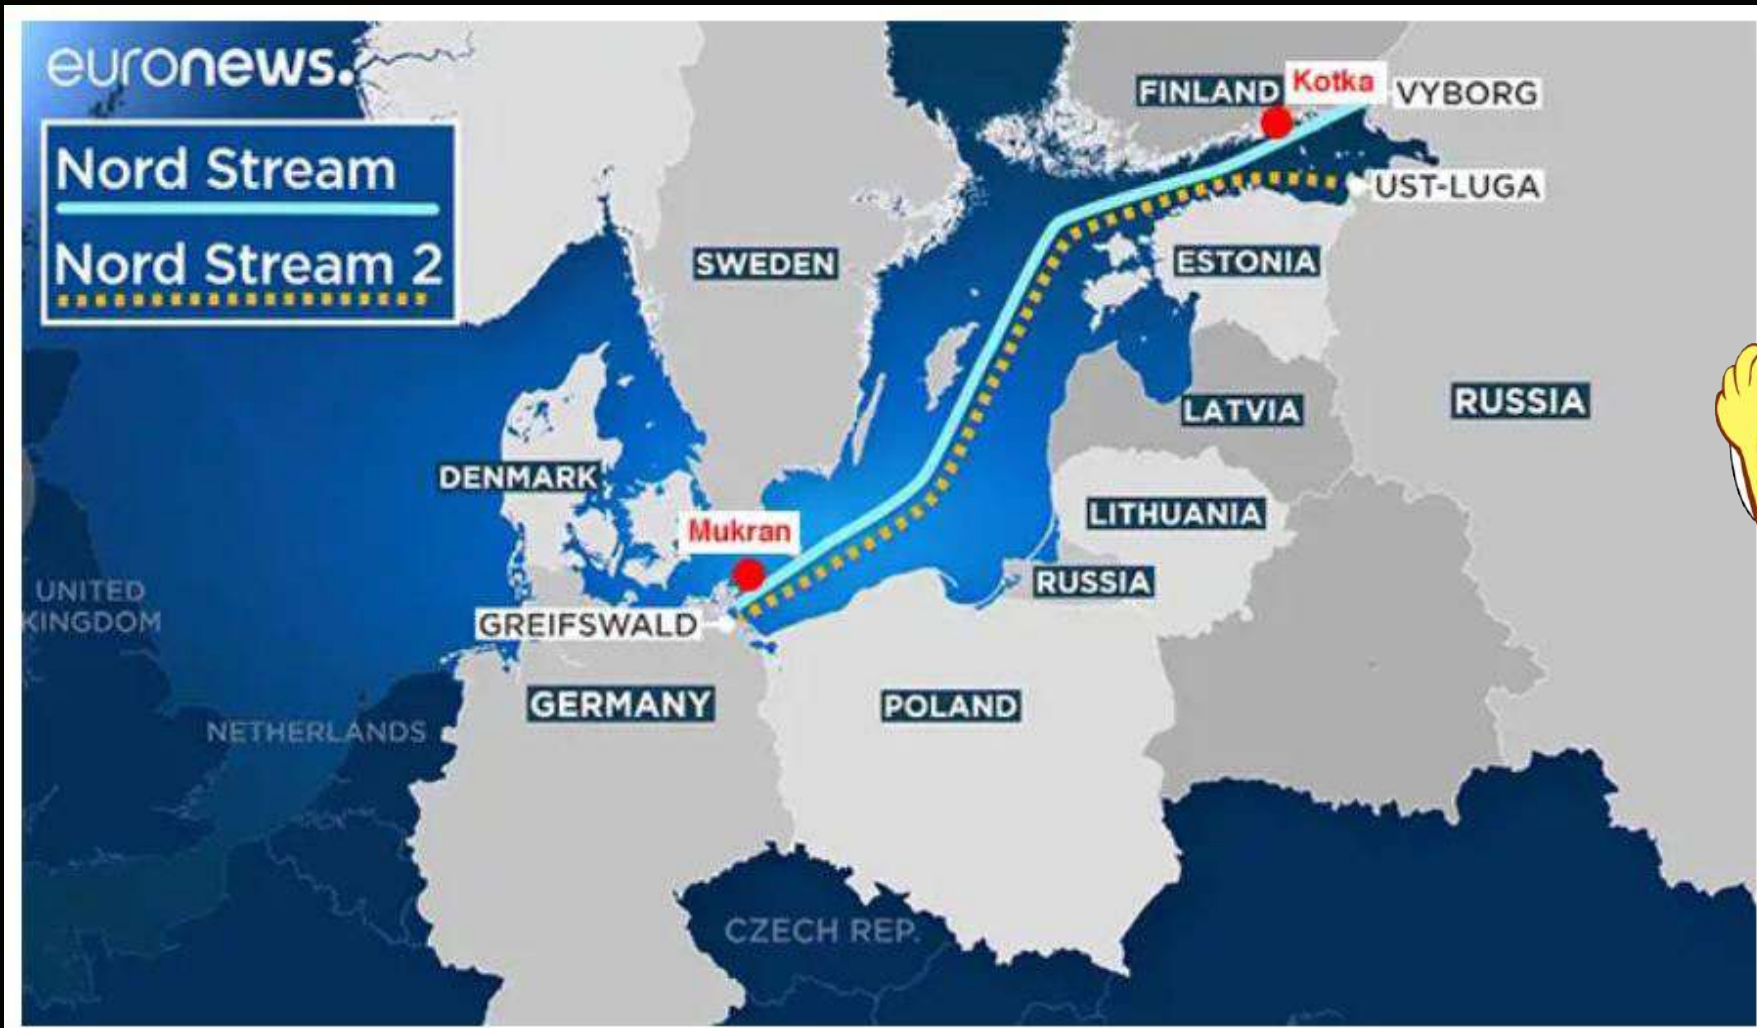 euronews.
Nord Stream
Nord Stream 2
FINLAND
Kotka
VYBORG
UST-LUGA
SWEDEN
ESTONIA
RUSSIA
LATVIA
DENMARK
LITHUANIA
Mukran
RUSSIA
UNITED
KINGDOM
GREIFSWALD
GERMANY
POLAND
NETHERLANDS
CZECH REP.